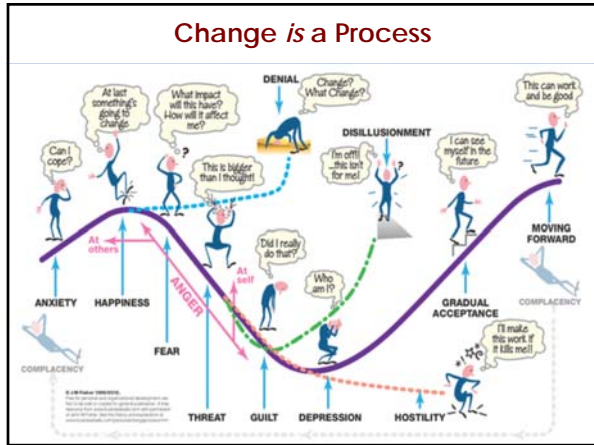 Change is a Process
DENIAL
Change?
What Change?
This can work
and be good
At last
something's
going to
change
What impact
will this have?
How will it affect
me?
?
DISILLUSIONMENT
I can see
myself in the
future
Can I
cope?
This is bigger
than I thought!
I'm off!!
this isn't
for me!
?
At
others
ANGER
At self
Did I really
do that?
Who
am I?
MOVING
FORWARD
ANXIETY
HAPPINESS
GRADUAL
ACCEPTANCE
COMPLACENCY
FEAR
I'll make
this work if
it kills me!!
COMPLACENCY
THREAT
GUILT
DEPRESSION
HOSTILITY